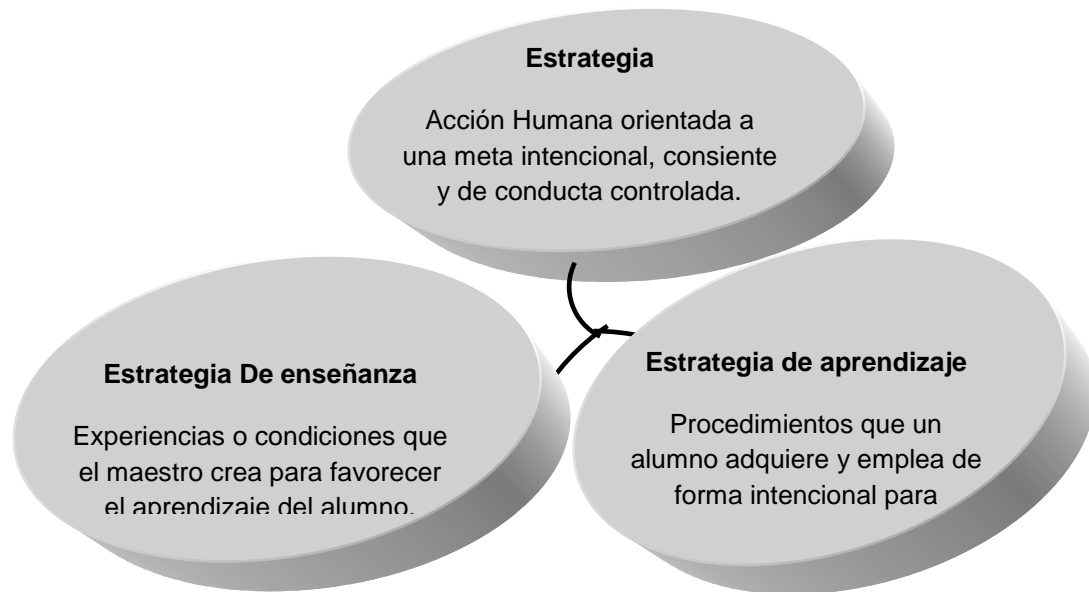 Estrategia
Acción Humana orientada a
una meta intencional, consiente
y de conducta controlada.
Estrategia De enseñanza
Experiencias o condiciones que
el maestro crea para favorecer
el aprendizaje del alumno.
Estrategia de aprendizaje
Procedimientos que un
alumno adquiere y emplea de
forma intencional para